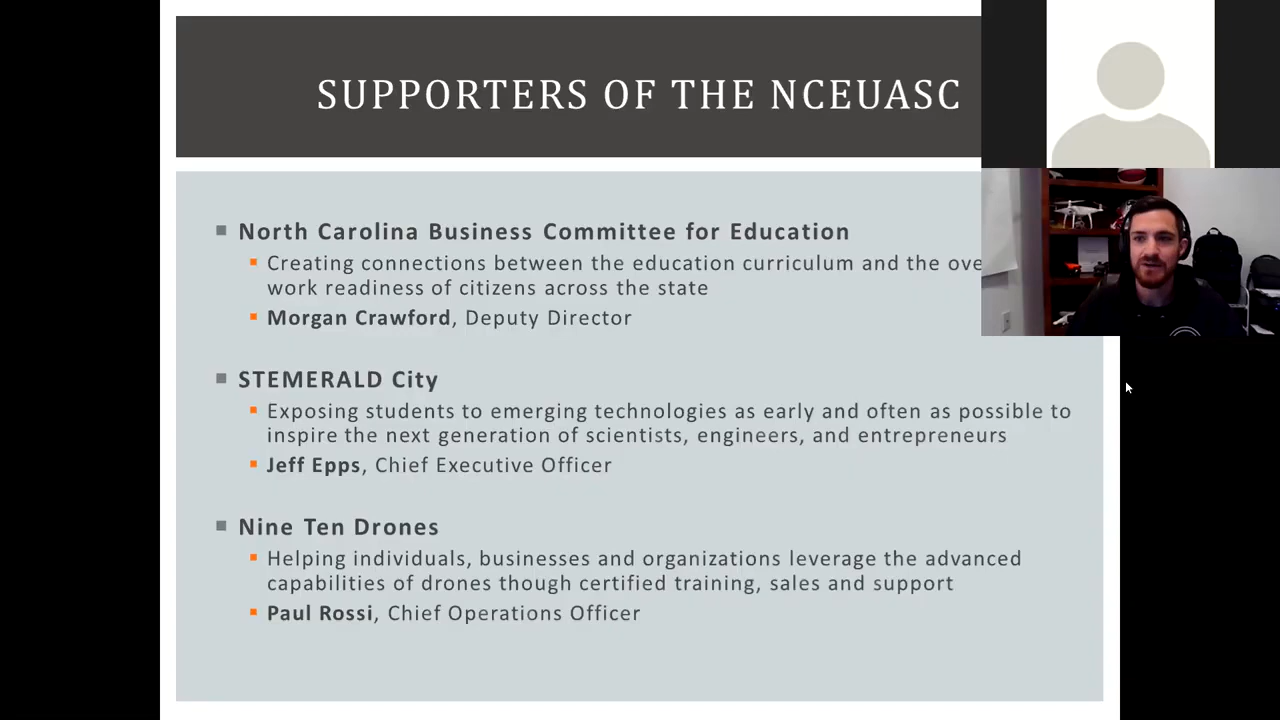 SUPPORTERS OF THE NCEUASC
North Carolina Business Committee for Education
Creating connections between the education curriculum and the
work readiness of citizens across the state
Morgan Crawford, Deputy Director
STEMERALD City
Exposing students to emerging technologies as early and often as possible to
inspire the next generation of scientists, engineers, and entrepreneurs
Jeff Epps, Chief Executive Officer
Nine Ten Drones
Helping individuals, businesses and organizations leverage the advanced
capabilities of drones though certified training, sales and support
Paul Rossi, Chief Operations Officer